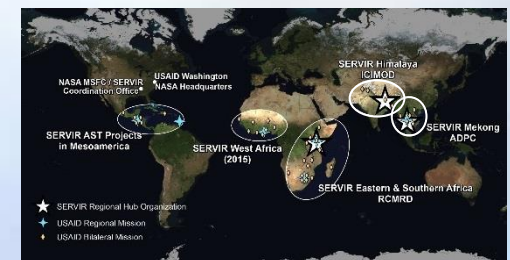 SERVIR Himalaya
ICIMOD
NASA MSFC / SERVIR
Coordination Office
USAID Washington
NASA Headquarters
SERVIR AST Projects
in Mesoamerica
SERVIR West Africa
(2015)
SERVIR Mekong
ADPC
SERVIR Eastern & Southern Africa
RCMRD
SERVIR Regional Hub Organization
USAID Regional Mission
USAID Bilateral Mission